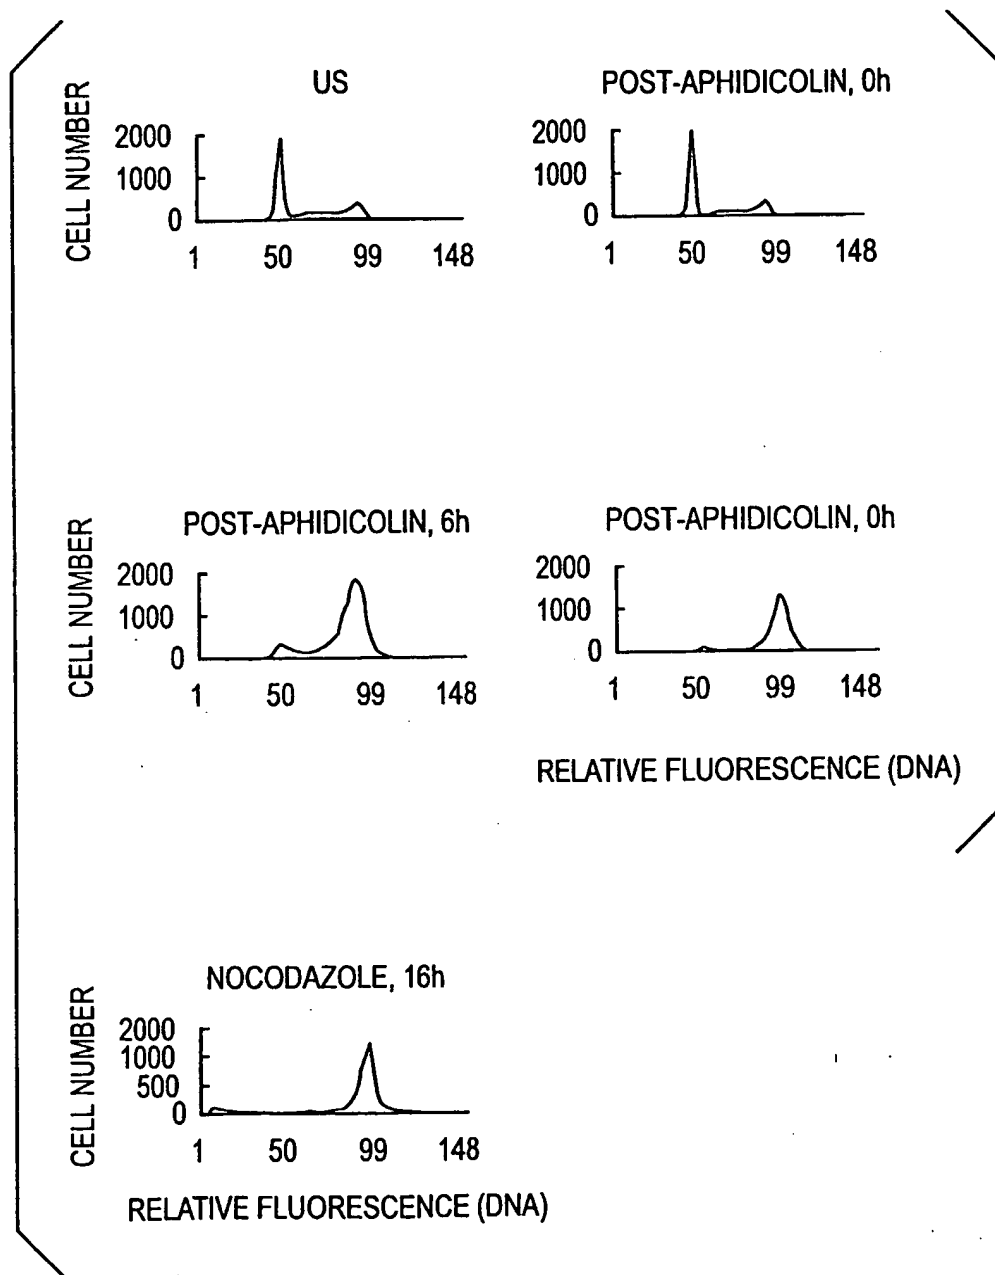 US
CELL NUMBER
2000
1000
0
1 50 99 148
POST-APHIDICOLIN, 0h
2000
1000
0
1 50 99 148
POST-APHIDICOLIN, 6h
CELL NUMBER
2000
1000
0
1 50 99 148
POST-APHIDICOLIN, 0h
2000
1000
0
1 50 99 148
RELATIVE FLUORESCENCE (DNA)
NOCODAZOLE, 16h
CELL NUMBER
2000
1000
500
0
1 50 99 148
RELATIVE FLUORESCENCE (DNA)